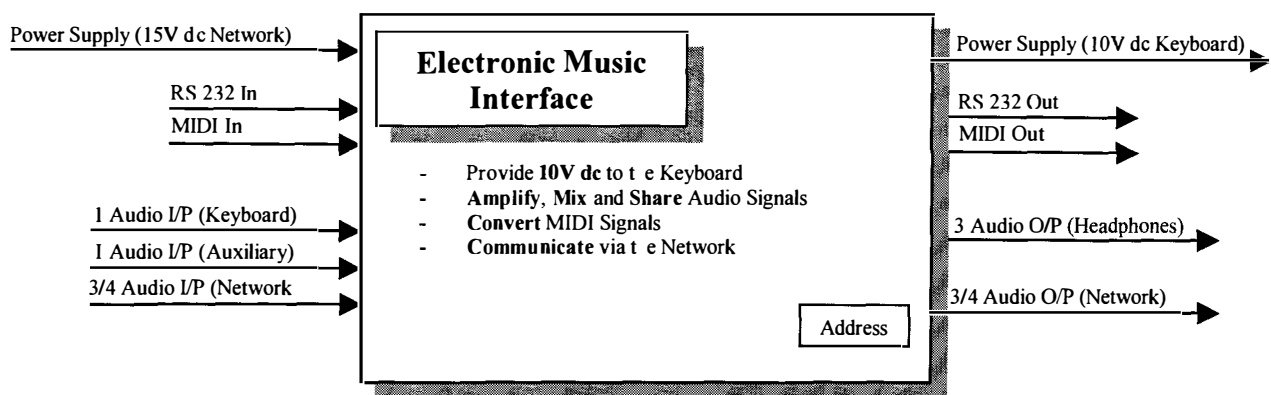 Power Supply (15V dc Network)
RS 232 In
MIDI In
1 Audio I/P (Keyboard)
1 Audio I/P (Auxiliary)
3/4 Audio I/P (Network
Electronic Music
Interface
- Provide 10V dc to t e Keyboard
- Amplify, Mix and Share Audio Signals
- Convert MIDI Signals
- Communicate via t e Network
Address
Power Supply (10V dc Keyboard)
RS 232 Out
MIDI Out
3 Audio O/P (Headphones)
3/4 Audio O/P (Network)